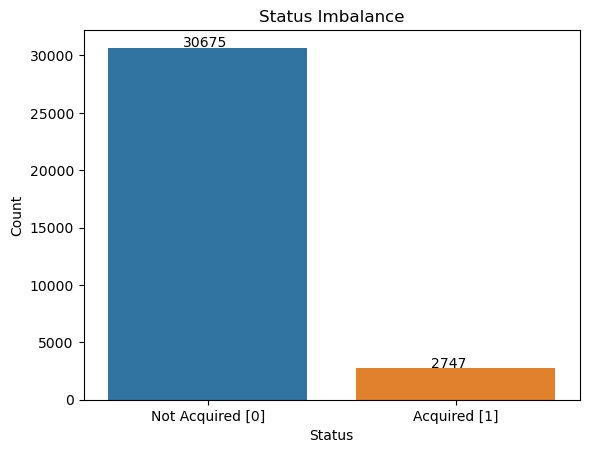 Status Imbalance
30675
30000
25000
20000
15000
10000
5000
0
Count
2747
Not Acquired [0]
Acquired [1]
Status